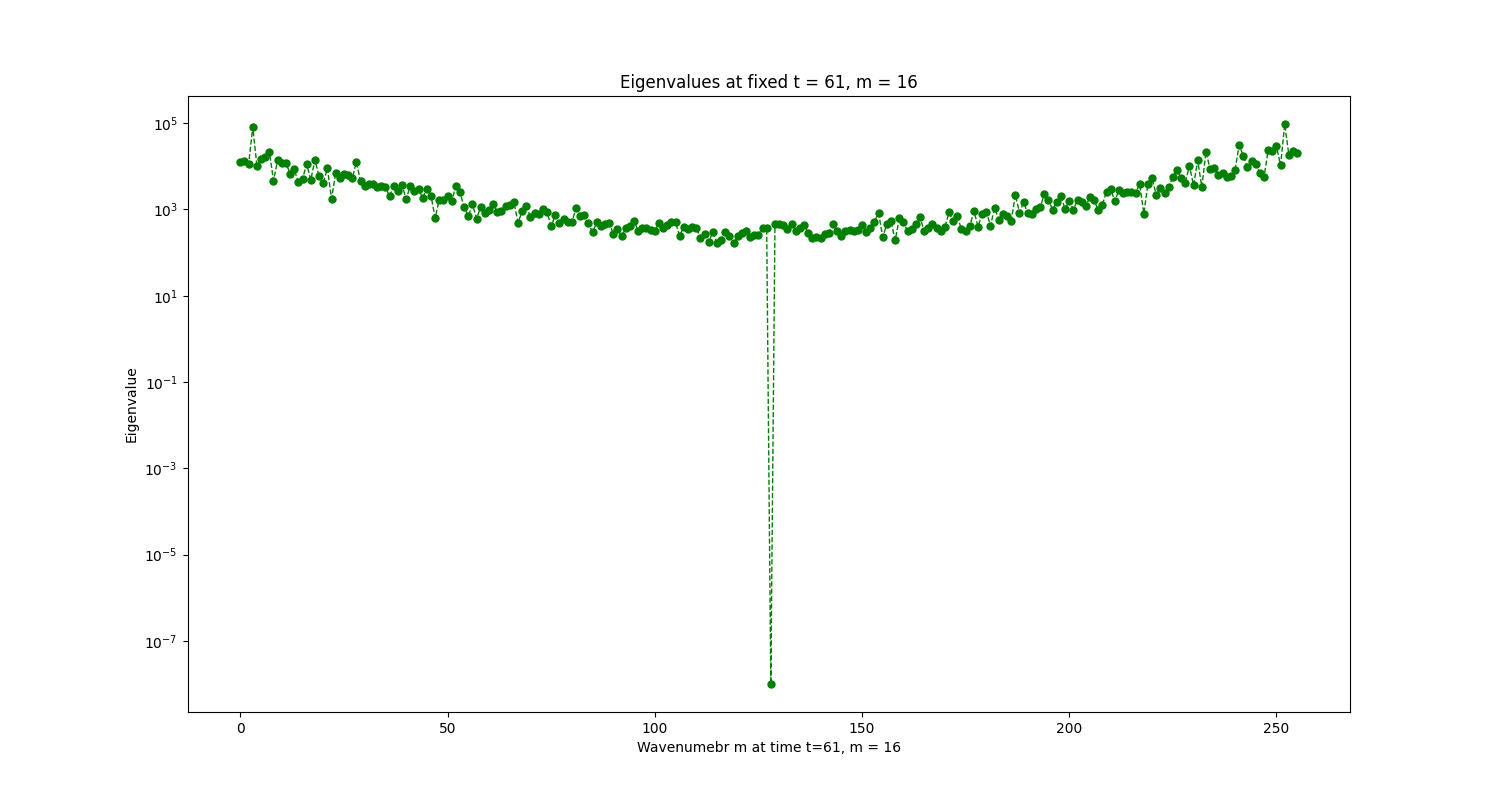 Eigenvalues at fixed t = 61, m = 16
10^5
10^3
10^1
10^-1
10^-3
10^-5
10^-7
Eigenvalue
0 50 100 150 200 250
Wavenumebr m at time t=61, m = 16